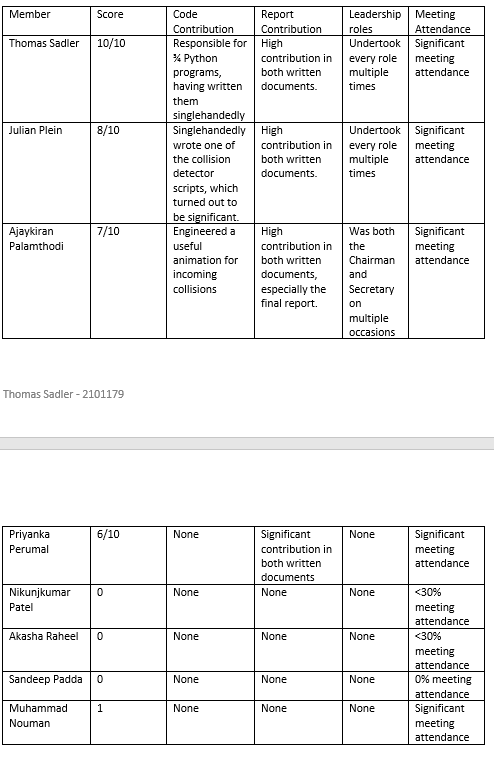 Member Score Code Contribution Report Contribution Leadership roles Meeting Attendance
Thomas Sadler 10/10 Responsible for ¾ Python programs, having written them singlehandedly High contribution in both written documents. Undertook every role multiple times Significant meeting attendance
Julian Plein 8/10 Singlehandedly wrote one of the collision detector scripts, which turned out to be significant. High contribution in both written documents. Undertook every role multiple times Significant meeting attendance
Ajaykiran Palamthodi 7/10 Engineered a useful animation for incoming collisions High contribution in both written documents, especially the final report. Was both the Chairman and Secretary on multiple occasions Significant meeting attendance
Thomas Sadler - 2101179
Priyanka Perumal 6/10 None Significant contribution in both written documents None Significant meeting attendance
Nikunjkumar Patel 0 None None None <30% meeting attendance
Akasha Raheel 0 None None None <30% meeting attendance
Sandeep Padda 0 None None None 0% meeting attendance
Muhammad Nouman 1 None None None Significant meeting attendance